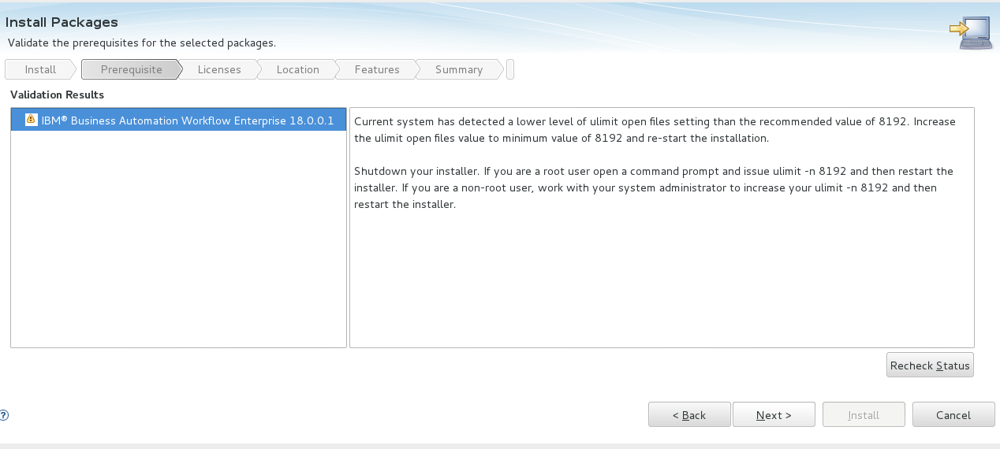 Install Packages
Validate the prerequisites for the selected packages.
Install
Prerequisite
Licenses
Location
Features
Summary
Validation Results
IBM® Business Automation Workflow Enterprise 18.0.0.1
Current system has detected a lower level of ulimit open files setting than the recommended value of 8192. Increase
the ulimit open files value to minimum value of 8192 and re-start the installation.
Shutdown your installer. If you are a root user open a command prompt and issue ulimit -n 8192 and then restart the
installer. If you are a non-root user, work with your system administrator to increase your ulimit -n 8192 and then
restart the installer.
Recheck Status
?
< Back
Next >
Install
Cancel